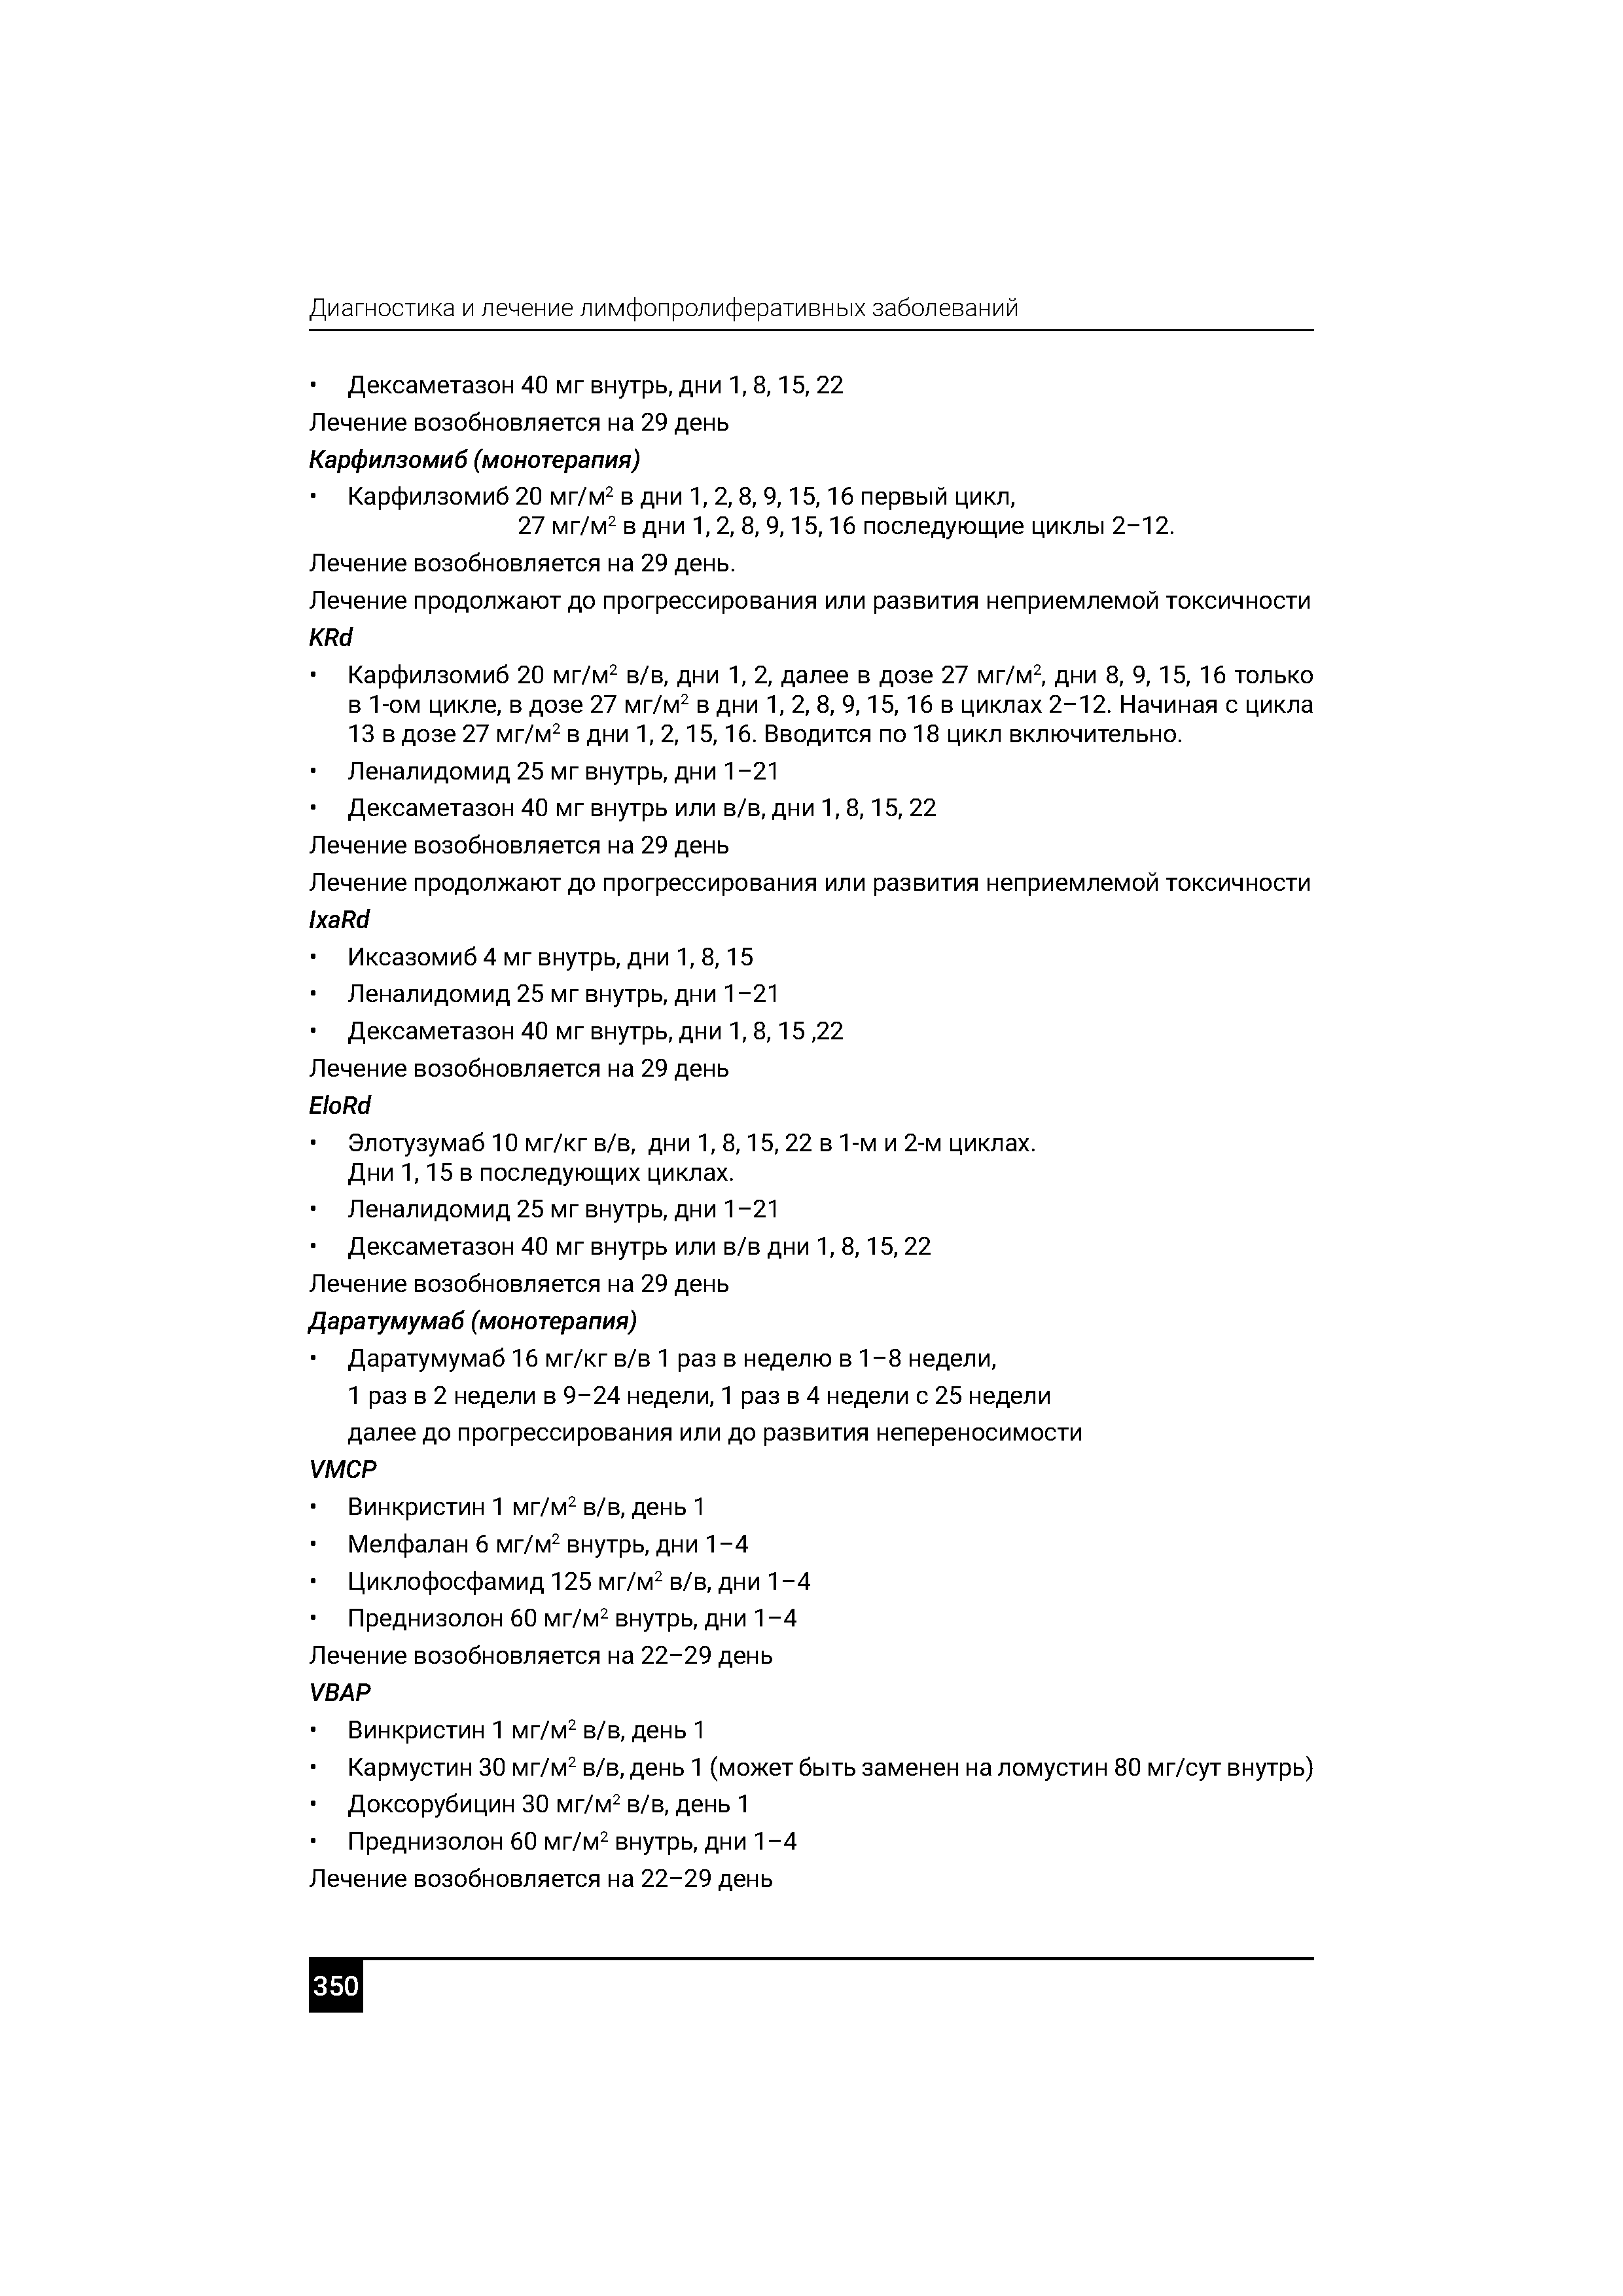 Диагностика и лечение лимфопролиферативных заболеваний
• Дексаметазон 40 мг внутрь, дни 1, 8, 15, 22
Лечение возобновляется на 29 день
Карфилзомиб (монотерапия)
• Карфилзомиб 20 мг/м² в дни 1, 2, 8, 9, 15, 16 первый цикл,
27 мг/м² в дни 1, 2, 8, 9, 15, 16 последующие циклы 2–12.
Лечение возобновляется на 29 день.
Лечение продолжают до прогрессирования или развития неприемлемой токсичности
KRd
• Карфилзомиб 20 мг/м² в/в, дни 1, 2, далее в дозе 27 мг/м², дни 8, 9, 15, 16 только
в 1-ом цикле, в дозе 27 мг/м² в дни 1, 2, 8, 9, 15, 16 в циклах 2–12. Начиная с цикла
13 в дозе 27 мг/м² в дни 1, 2, 15, 16. Вводится по 18 цикл включительно.
• Леналидомид 25 мг внутрь, дни 1–21
• Дексаметазон 40 мг внутрь или в/в, дни 1, 8, 15, 22
Лечение возобновляется на 29 день
Лечение продолжают до прогрессирования или развития неприемлемой токсичности
IxaRd
• Иксазомиб 4 мг внутрь, дни 1, 8, 15
• Леналидомид 25 мг внутрь, дни 1–21
• Дексаметазон 40 мг внутрь, дни 1, 8, 15 ,22
Лечение возобновляется на 29 день
EloRd
• Элотузумаб 10 мг/кг в/в, дни 1, 8, 15, 22 в 1-м и 2-м циклах.
Дни 1, 15 в последующих циклах.
• Леналидомид 25 мг внутрь, дни 1–21
• Дексаметазон 40 мг внутрь или в/в дни 1, 8, 15, 22
Лечение возобновляется на 29 день
Даратумумаб (монотерапия)
• Даратумумаб 16 мг/кг в/в 1 раз в неделю в 1–8 недели,
1 раз в 2 недели в 9–24 недели, 1 раз в 4 недели с 25 недели
далее до прогрессирования или до развития непереносимости
VMCP
• Винкристин 1 мг/м² в/в, день 1
• Мелфалан 6 мг/м² внутрь, дни 1–4
• Циклофосфамид 125 мг/м² в/в, дни 1–4
• Преднизолон 60 мг/м² внутрь, дни 1–4
Лечение возобновляется на 22–29 день
VBAP
• Винкристин 1 мг/м² в/в, день 1
• Кармустин 30 мг/м² в/в, день 1 (может быть заменен на ломустин 80 мг/сут внутрь)
• Доксорубицин 30 мг/м² в/в, день 1
• Преднизолон 60 мг/м² внутрь, дни 1–4
Лечение возобновляется на 22–29 день
350